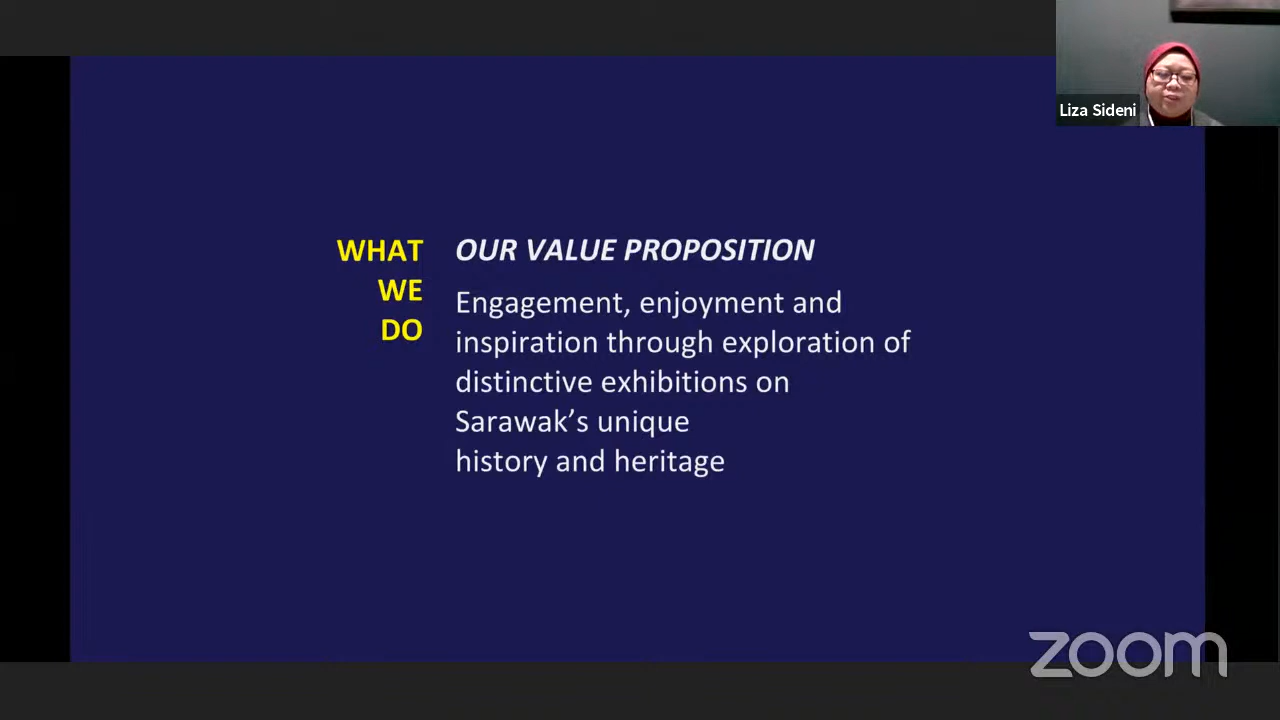 Liza Sideni
WHAT
WE
DO
OUR VALUE PROPOSITION
Engagement, enjoyment and
inspiration through exploration of
distinctive exhibitions on
Sarawak’s unique
history and heritage
zoom